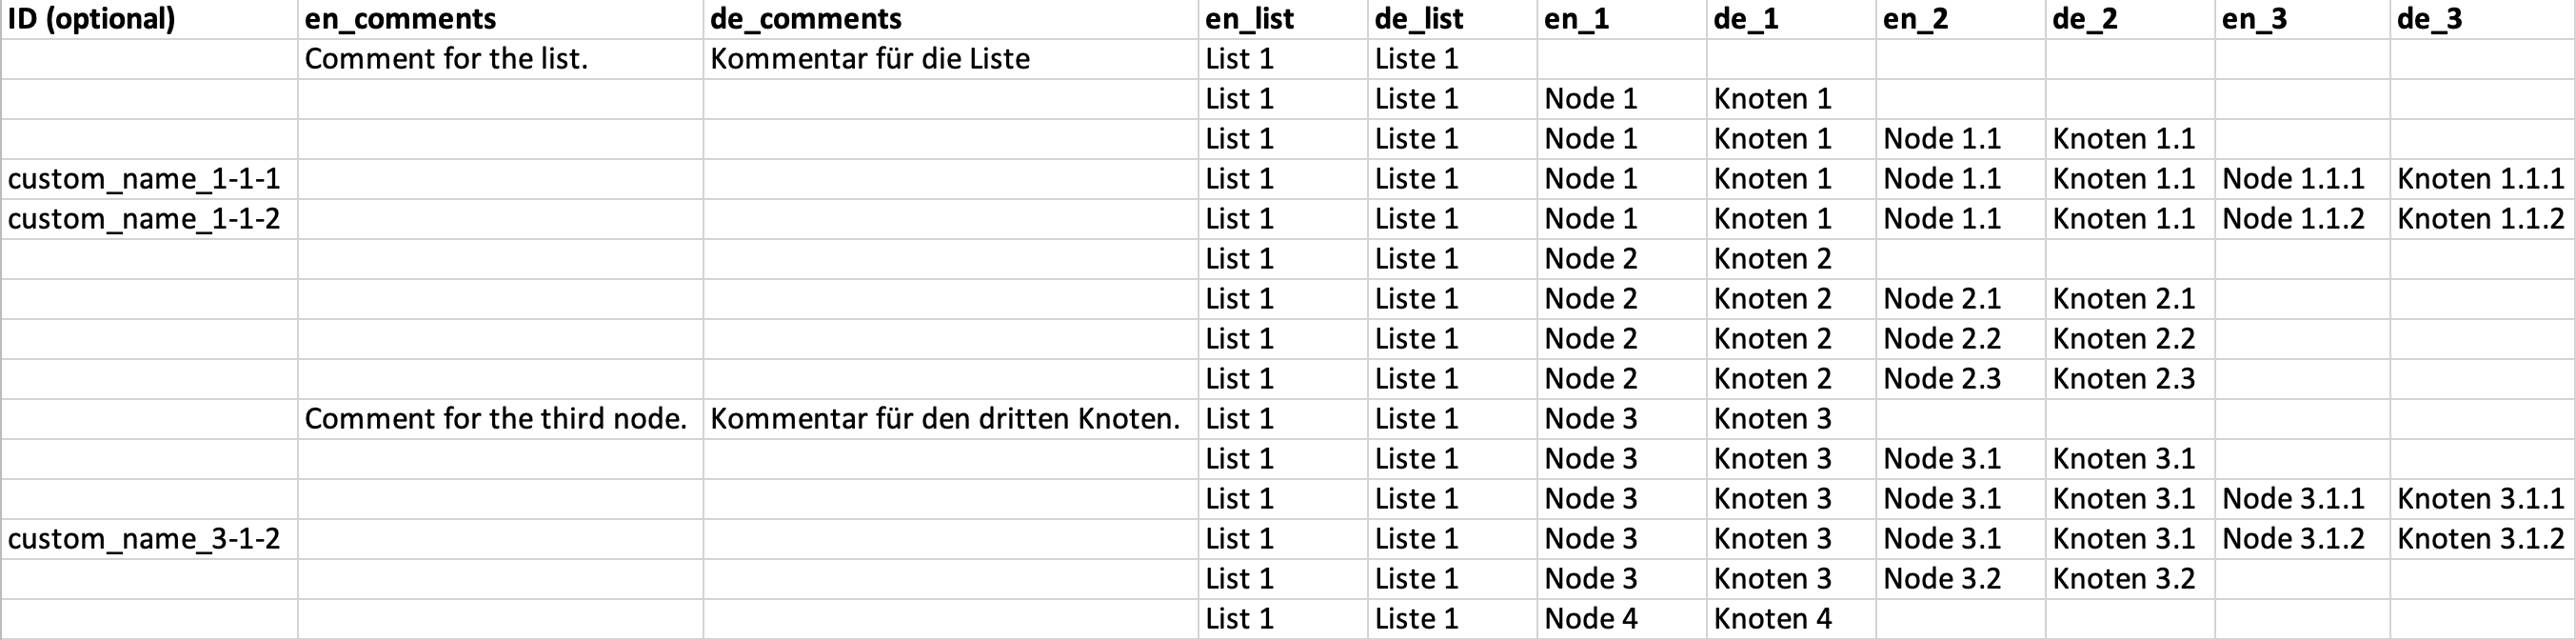 ID (optional) en_comments de_comments en_list de_list en_1 de_1 en_2 de_2 en_3 de_3
Comment for the list. Kommentar für die Liste List 1 Liste 1
List 1 Liste 1 Node 1 Knoten 1
List 1 Liste 1 Node 1 Knoten 1 Node 1.1 Knoten 1.1
custom_name_1-1-1 List 1 Liste 1 Node 1 Knoten 1 Node 1.1 Knoten 1.1 Node 1.1.1 Knoten 1.1.1
custom_name_1-1-2 List 1 Liste 1 Node 1 Knoten 1 Node 1.1 Knoten 1.1 Node 1.1.2 Knoten 1.1.2
List 1 Liste 1 Node 2 Knoten 2
List 1 Liste 1 Node 2 Knoten 2 Node 2.1 Knoten 2.1
List 1 Liste 1 Node 2 Knoten 2 Node 2.2 Knoten 2.2
List 1 Liste 1 Node 2 Knoten 2 Node 2.3 Knoten 2.3
Comment for the third node. Kommentar für den dritten Knoten. List 1 Liste 1 Node 3 Knoten 3
List 1 Liste 1 Node 3 Knoten 3 Node 3.1 Knoten 3.1
List 1 Liste 1 Node 3 Knoten 3 Node 3.1 Knoten 3.1 Node 3.1.1 Knoten 3.1.1
custom_name_3-1-2 List 1 Liste 1 Node 3 Knoten 3 Node 3.1 Knoten 3.1 Node 3.1.2 Knoten 3.1.2
List 1 Liste 1 Node 3 Knoten 3 Node 3.2 Knoten 3.2
List 1 Liste 1 Node 4 Knoten 4